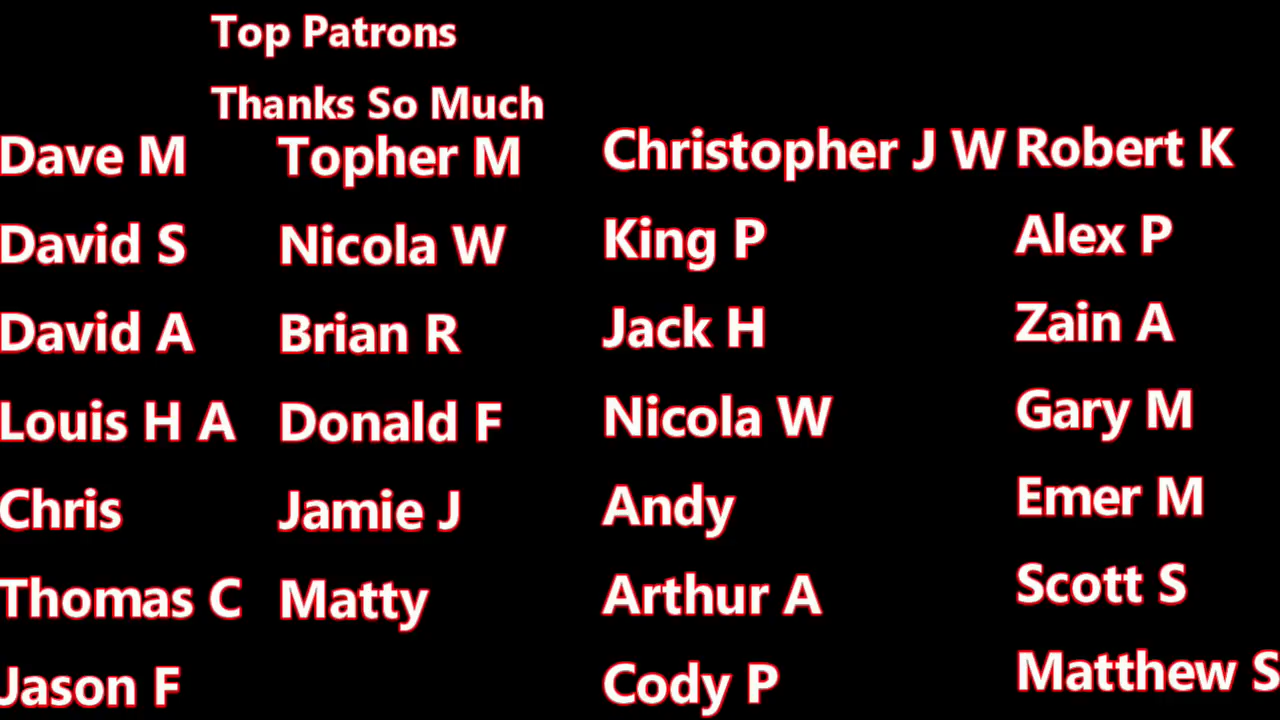 Top Patrons
Thanks So Much
Dave M
David S
David A
Louis H A
Chris
Thomas C
Jason F
Topher M
Nicola W
Brian R
Donald F
Jamie J
Matty
Christopher J W
King P
Jack H
Nicola W
Andy
Arthur A
Cody P
Robert K
Alex P
Zain A
Gary M
Emer M
Scott S
Matthew S